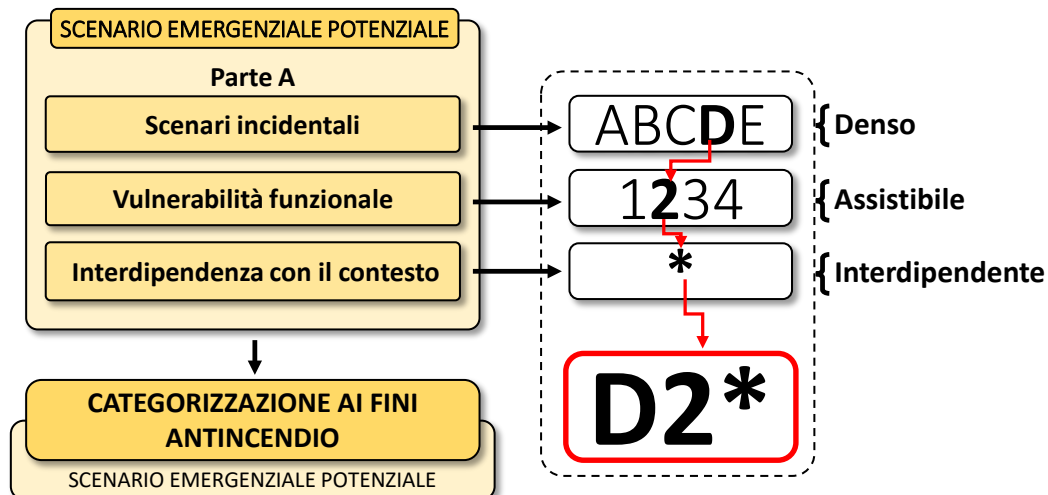 SCENARIO EMERGENZIALE POTENZIALE
Parte A
Scenari incidentali
ABCDE
{ Denso
Vulnerabilità funzionale
1234
{ Assistibile
Interdipendenza con il contesto
*
{ Interdipendente
CATEGORIZZAZIONE AI FINI
ANTINCENDIO
SCENARIO EMERGENZIALE POTENZIALE
D2*